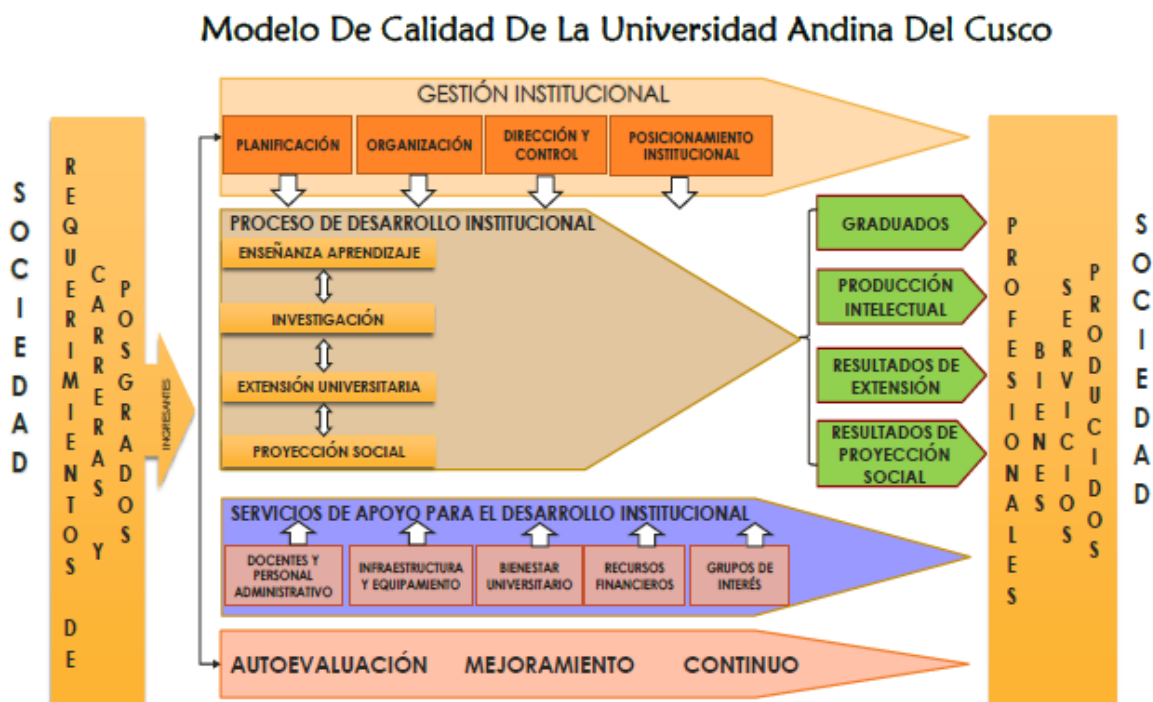 Modelo De Calidad De La Universidad Andina Del Cusco
SOCIEDAD
REQUERIMIENTOS DE
CARRERAS Y
POSGRADOS
INGRESANTES
GESTIÓN INSTITUCIONAL
PLANIFICACIÓN
ORGANIZACIÓN
DIRECCIÓN Y
CONTROL
POSICIONAMIENTO
INSTITUCIONAL
PROCESO DE DESARROLLO INSTITUCIONAL
ENSEÑANZA APRENDIZAJE
INVESTIGACIÓN
EXTENSIÓN UNIVERSITARIA
PROYECCIÓN SOCIAL
GRADUADOS
PRODUCCIÓN
INTELECTUAL
RESULTADOS DE
EXTENSIÓN
RESULTADOS DE
PROYECCIÓN
SOCIAL
SERVICIOS DE APOYO PARA EL DESARROLLO INSTITUCIONAL
DOCENTES Y
PERSONAL
ADMINISTRATIVO
INFRAESTRUCTURA
Y EQUIPAMIENTO
BIENESTAR
UNIVERSITARIO
RECURSOS
FINANCIEROS
GRUPOS DE
INTERÉS
AUTOEVALUACIÓN MEJORAMIENTO CONTINUO
PROFESIONALES
BIENES
SERVICIOS
PRODUCIDOS
SOCIEDAD